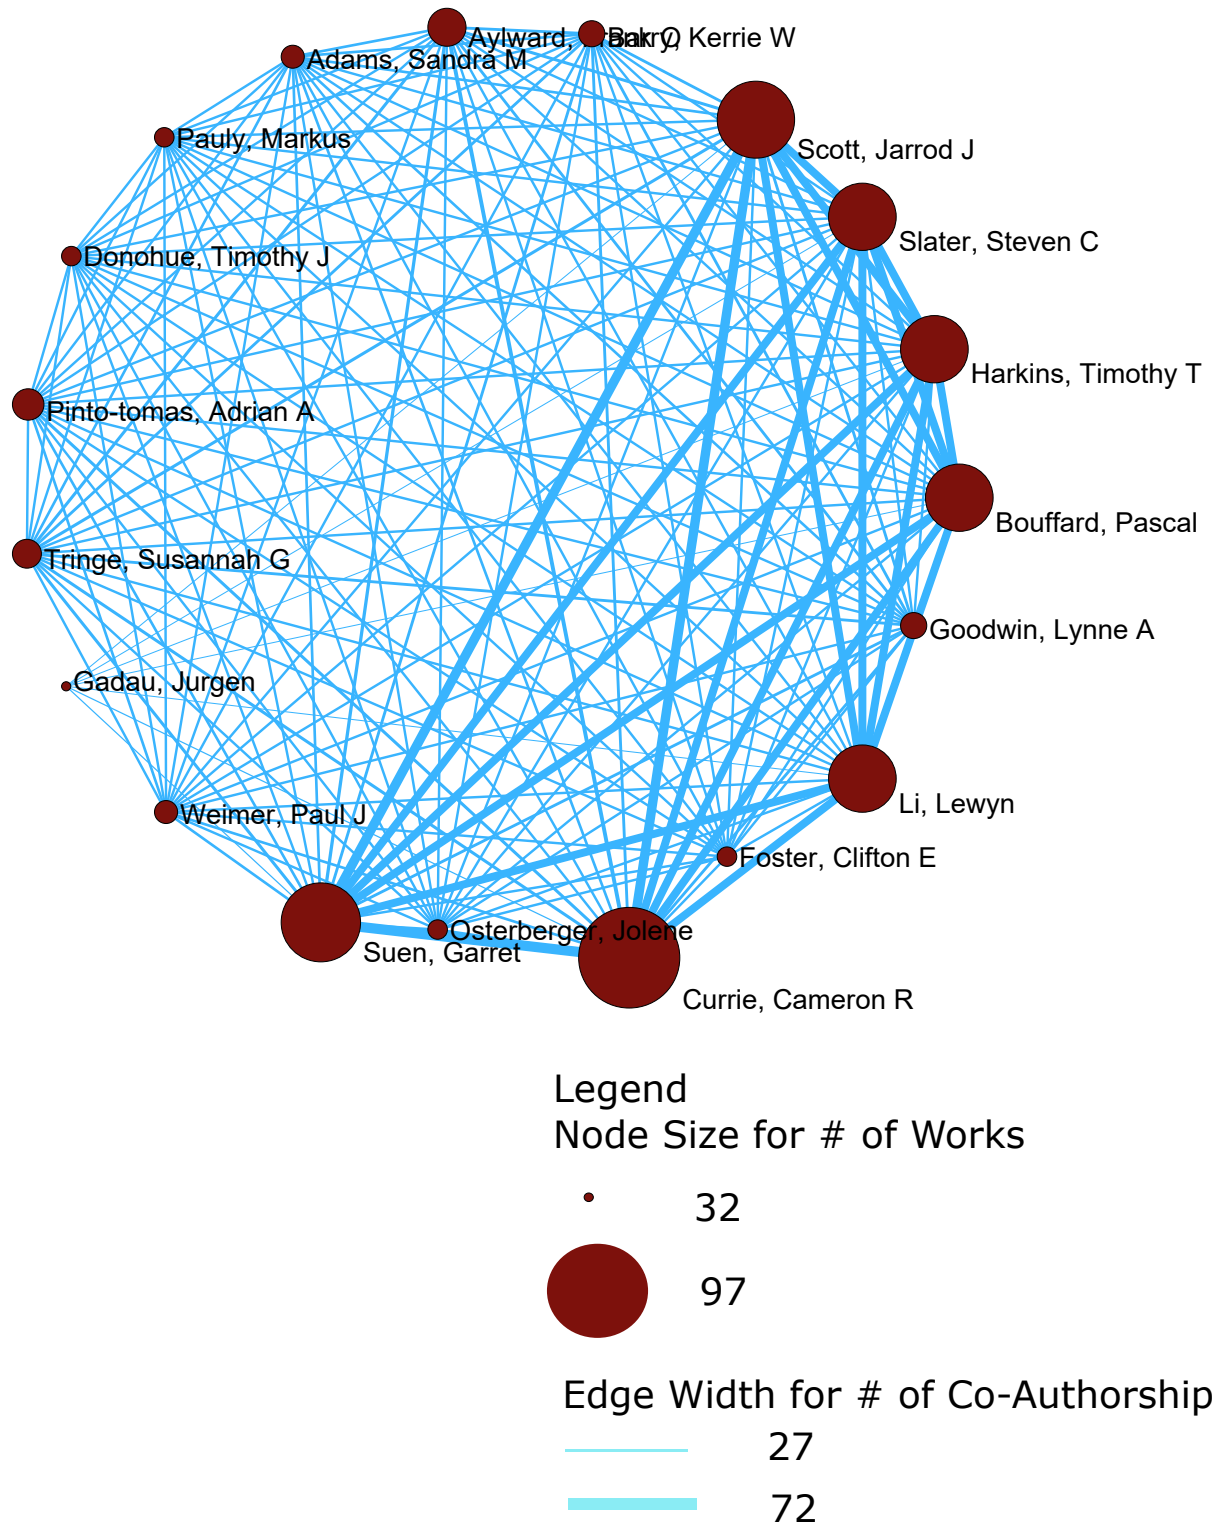 Aylward, Frank O
Barry, Kerrie W
Adams, Sandra M
Pauly, Markus
Scott, Jarrod J
Slater, Steven C
Donohue, Timothy J
Harkins, Timothy T
Pinto-tomas, Adrian A
Bouffard, Pascal
Tringe, Susannah G
Goodwin, Lynne A
Gadau, Jurgen
Li, Lewyn
Weimer, Paul J
Foster, Clifton E
Osterberger, Jolene
Suen, Garret
Currie, Cameron R
Legend
Node Size for # of Works
32
97
Edge Width for # of Co-Authorship
27
72